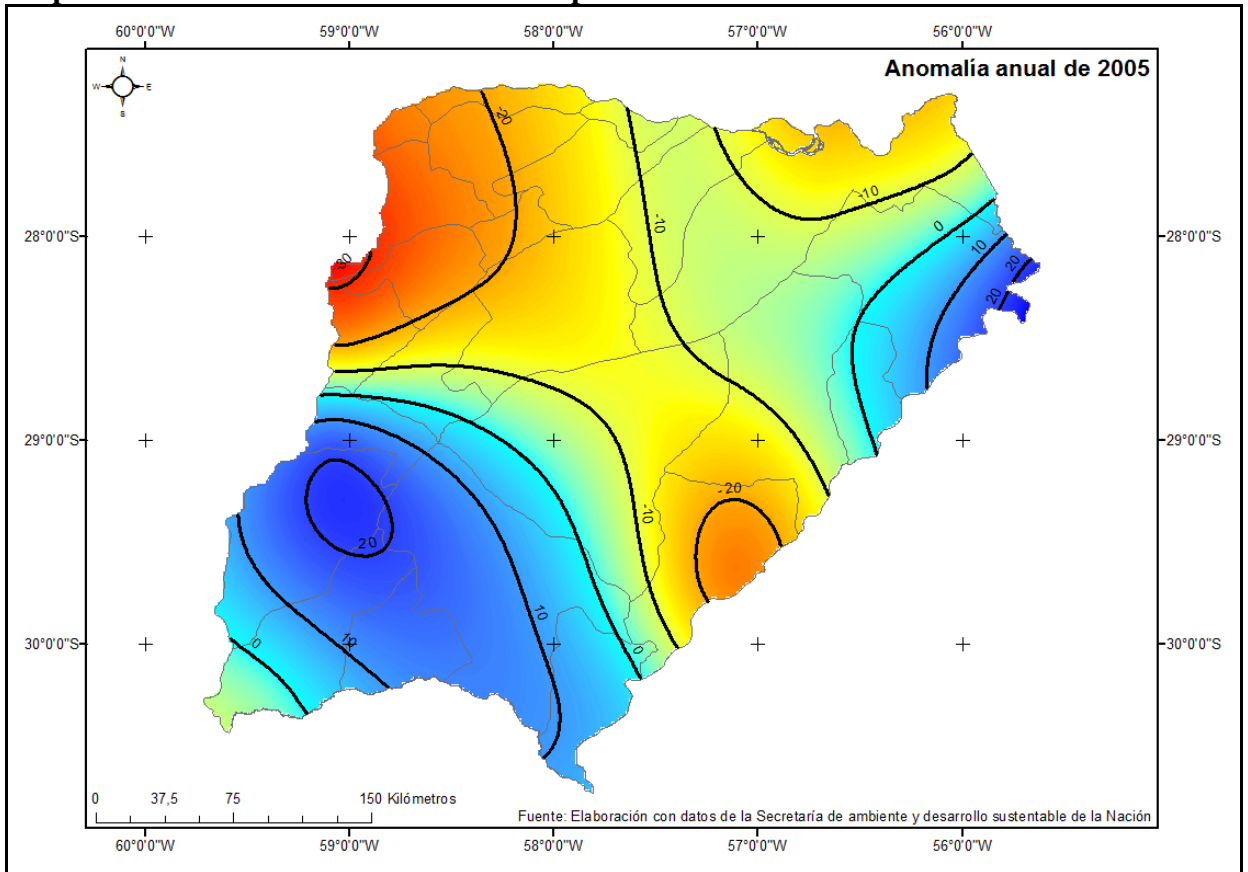 60°0'0"W 59°0'0"W 58°0'0"W 57°0'0"W 56°0'0"W
Anomalía anual de 2005
N
W E
S
-20
-10
-10
0
10
20
20
-30
28°0'0"S 28°0'0"S
29°0'0"S 29°0'0"S
-20
-10
20
10
0
10
0
30°0'0"S 30°0'0"S
0 37,5 75 150 Kilómetros
Fuente: Elaboración con datos de la Secretaría de ambiente y desarrollo sustentable de la Nación
60°0'0"W 59°0'0"W 58°0'0"W 57°0'0"W 56°0'0"W